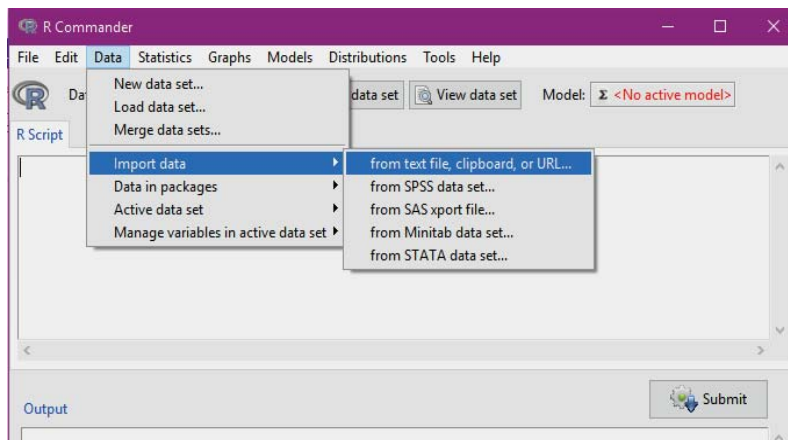 R Commander
File Edit Data Statistics Graphs Models Distributions Tools Help
Da
data set
View data set
Model:
Σ <No active model>
New data set...
Load data set...
Merge data sets...
Import data
Data in packages
Active data set
Manage variables in active data set
from text file, clipboard, or URL...
from SPSS data set...
from SAS xport file...
from Minitab data set...
from STATA data set...
R Script
Submit
Output